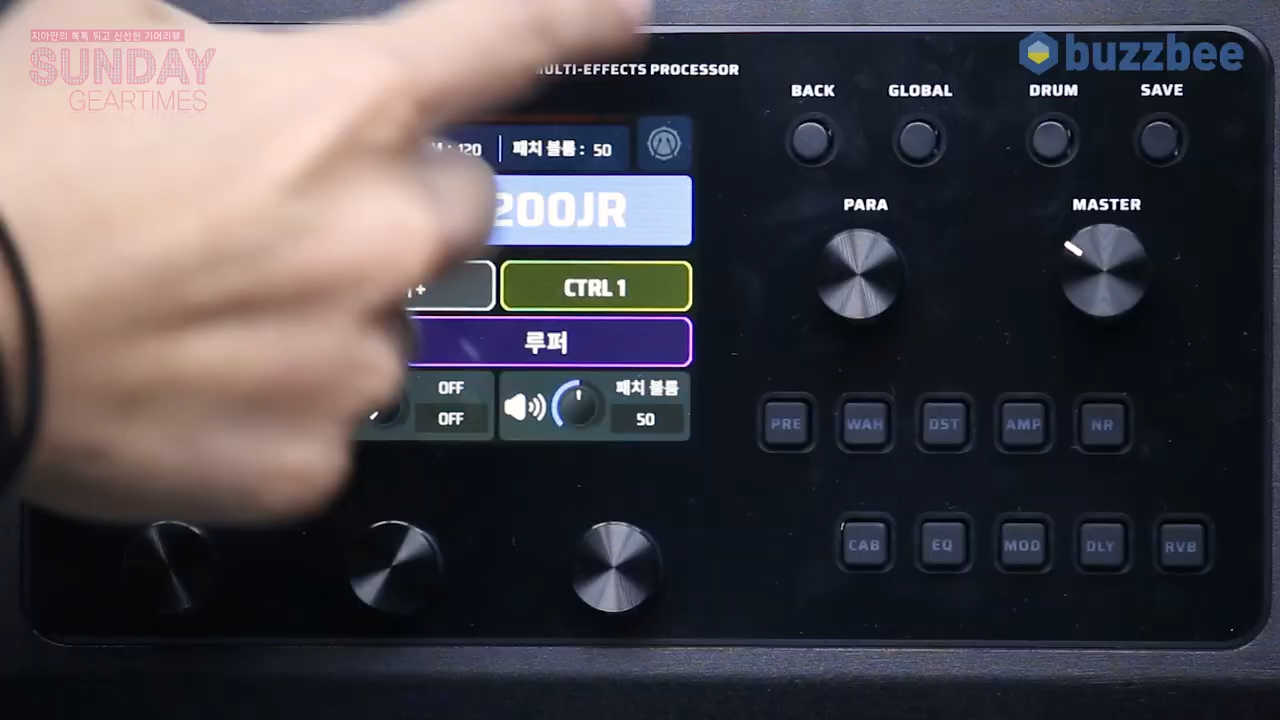 지아만의 톡톡 튀고 신선한 기어리뷰
SUNDAY
GEARTIMES
buzzbee
MULTI-EFFECTS PROCESSOR
BACK GLOBAL DRUM SAVE
: 120 패치 볼륨 : 50
200JR
PARA MASTER
+ CTRL 1
루퍼
OFF 패치 볼륨
OFF 50
PRE WAH DST AMP NR
CAB EQ MOD DLY RVB